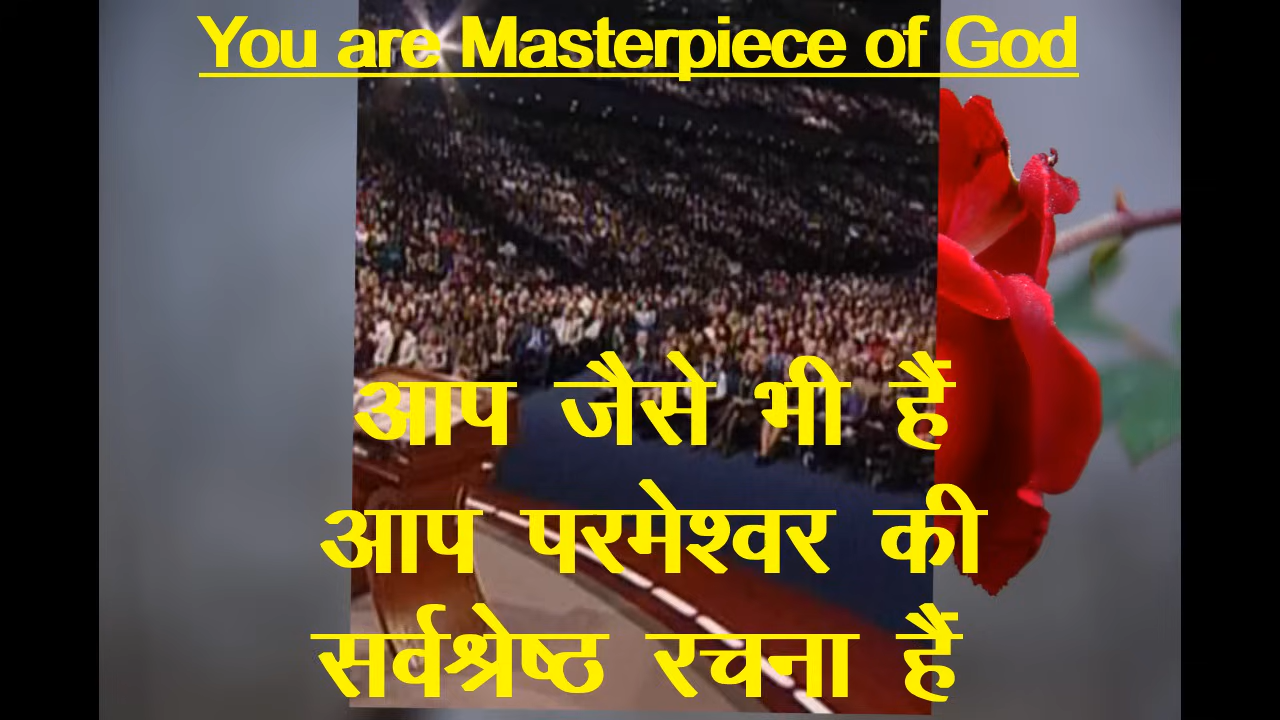 You are Masterpiece of God
आप जैसे भी हैं
आप परमेश्वर की
सर्वश्रेष्ठ रचना हैं